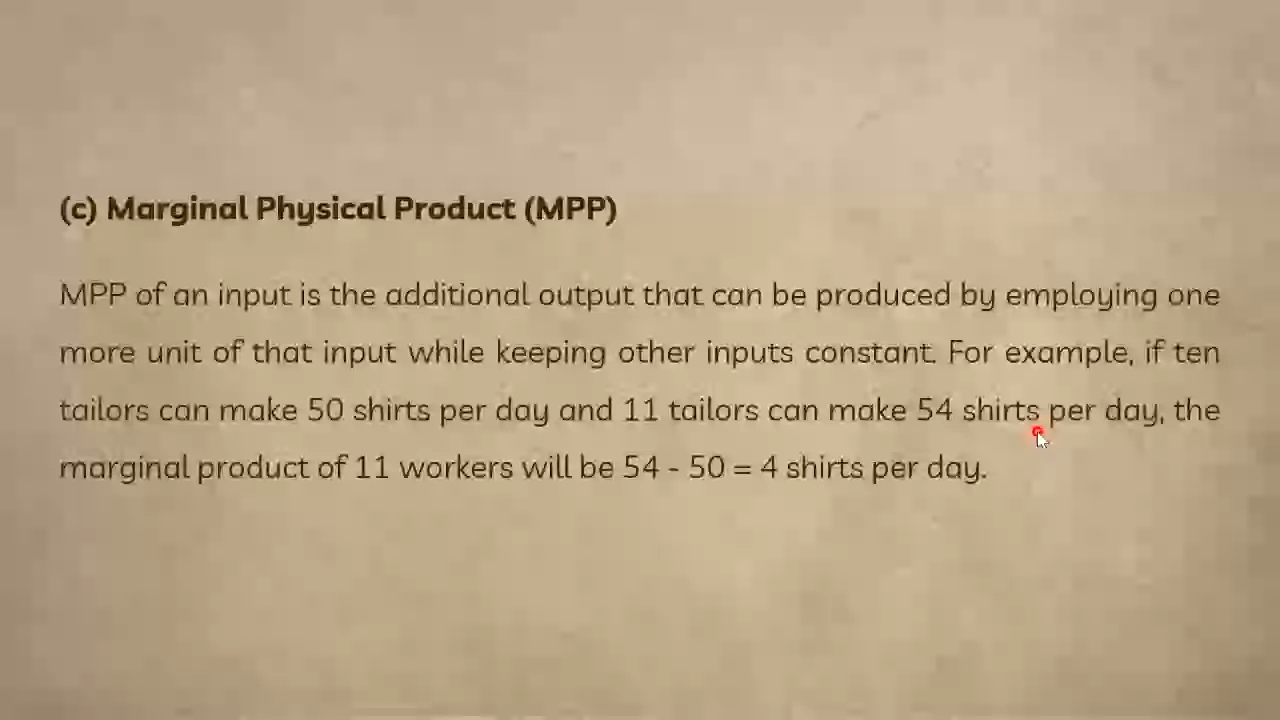 (c) Marginal Physical Product (MPP)
MPP of an input is the additional output that can be produced by employing one
more unit of that input while keeping other inputs constant. For example, if ten
tailors can make 50 shirts per day and 11 tailors can make 54 shirts per day, the
marginal product of 11 workers will be 54 - 50 = 4 shirts per day.